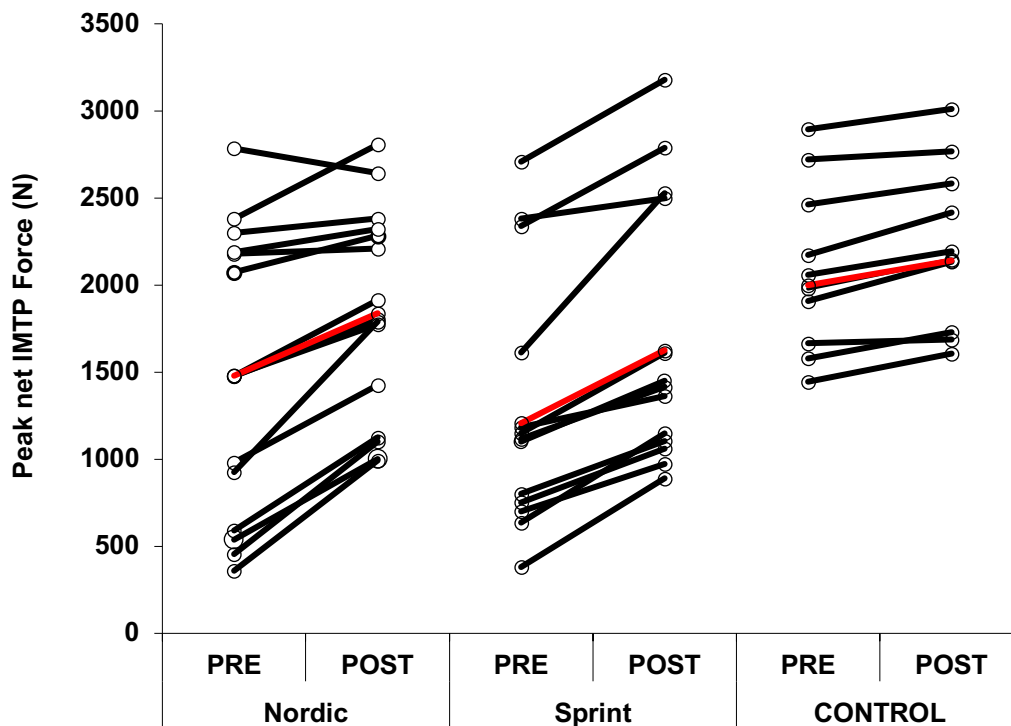 Peak net IMTP Force (N)
3500
3000
2500
2000
1500
1000
500
0
PRE POST PRE POST PRE POST
Nordic Sprint CONTROL